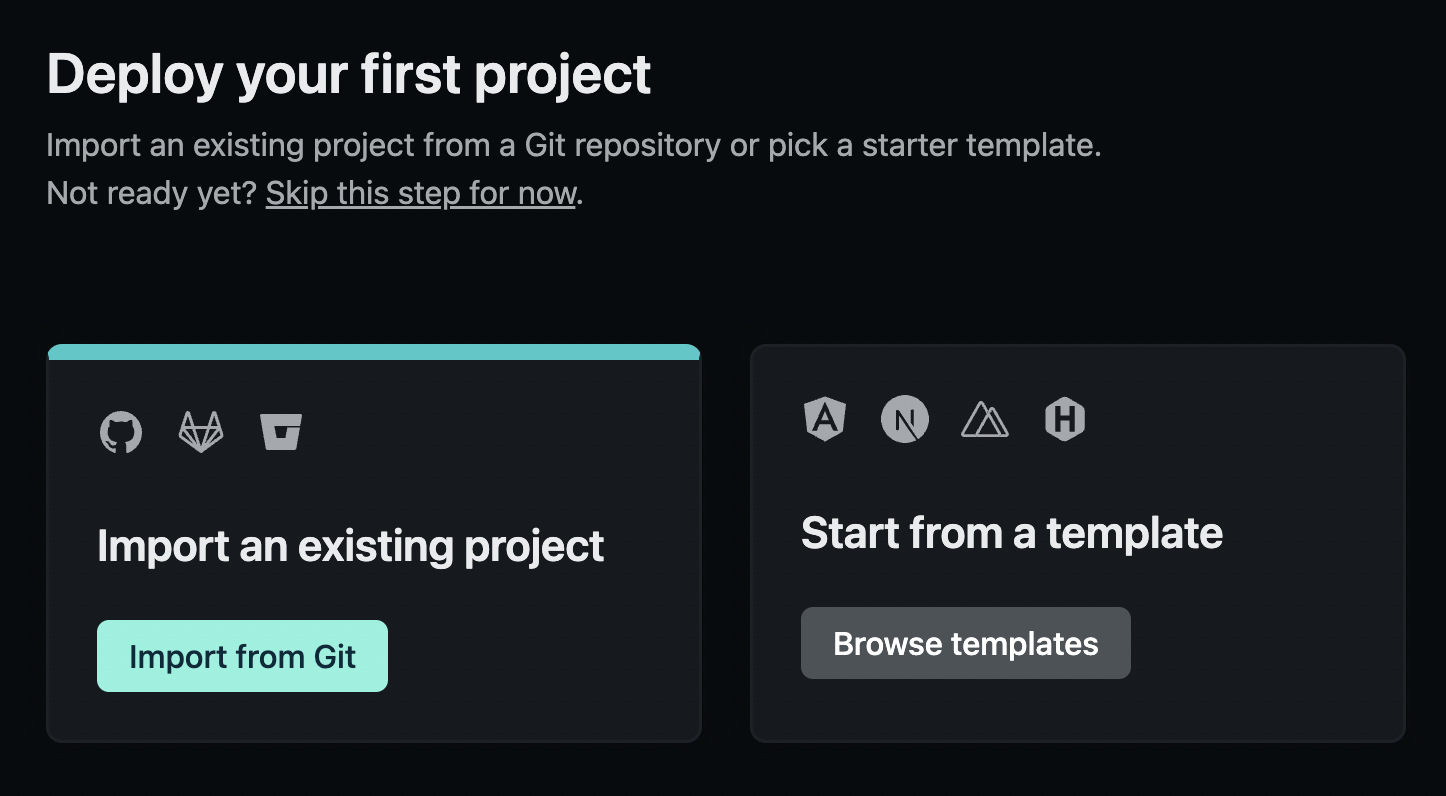 Deploy your first project
Import an existing project from a Git repository or pick a starter template.
Not ready yet? Skip this step for now.
Import an existing project
Import from Git
Start from a template
Browse templates